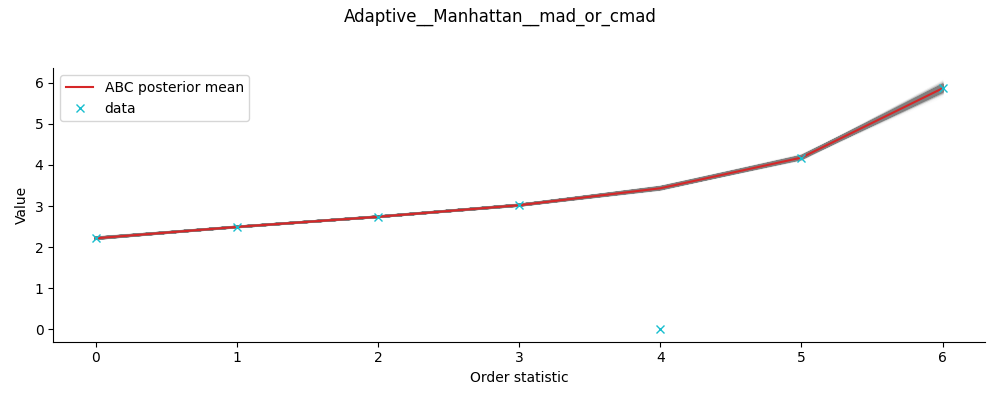 Adaptive__Manhattan__mad_or_cmad
ABC posterior mean
data
Value
6
5
4
3
2
1
0
0 1 2 3 4 5 6
Order statistic